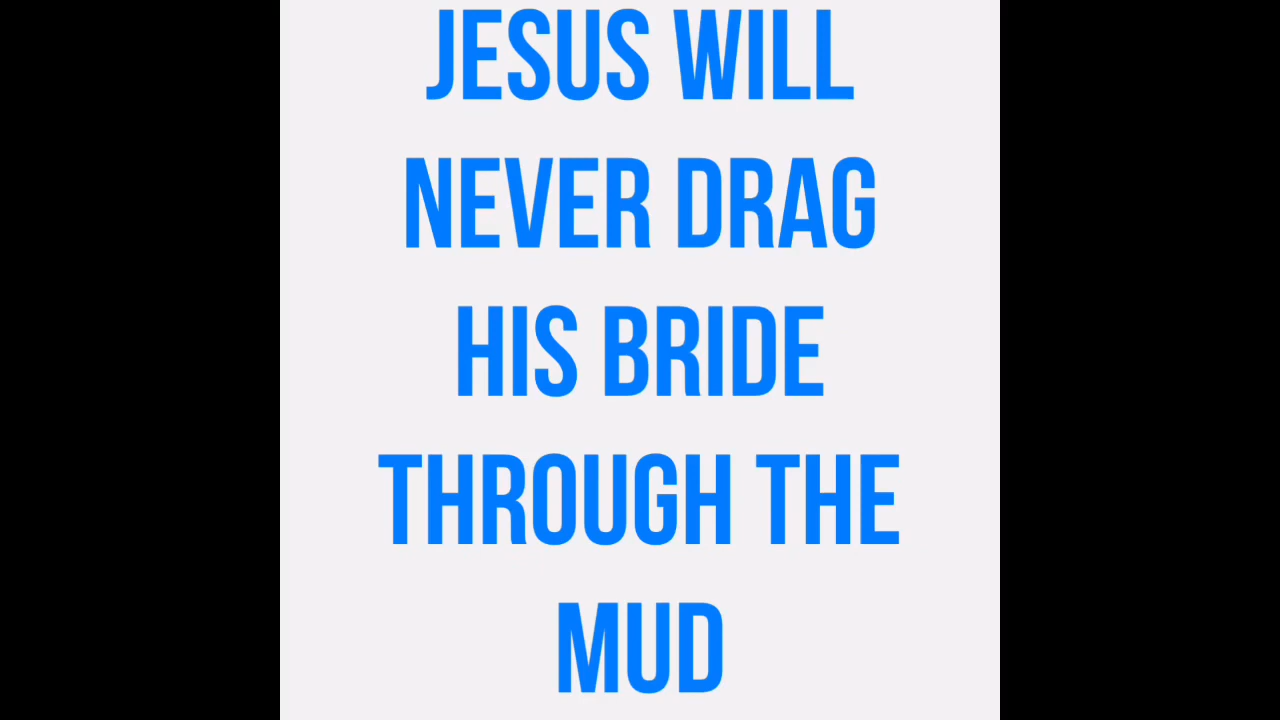 JESUS WILL
NEVER DRAG
HIS BRIDE
THROUGH THE
MUD